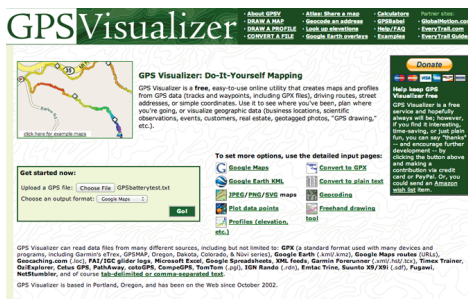 GPSVisualizer
• About GPSV
• DRAW A MAP
• DRAW A PROFILE
• CONVERT A FILE
• Atlas: Share a map
• Geocode an address
• Look up elevations
• Google Earth overlays
• Calculators
• GPSBabel
• Help/FAQ
• Examples
Partner sites:
• GlobalMotion.com
• EveryTrail.com
• EveryTrail Guides
click here for example maps
GPS Visualizer: Do-It-Yourself Mapping
GPS Visualizer is a free, easy-to-use online utility that creates maps and profiles
from GPS data (tracks and waypoints, including GPX files), driving routes, street
addresses, or simple coordinates. Use it to see where you've been, plan where
you're going, or visualize geographic data (business locations, scientific
observations, events, customers, real estate, geotagged photos, "GPS drawing,"
etc.).
Donate
VISA
Help keep GPS
Visualizer free
GPS Visualizer is a free
service and hopefully
always will be; however,
if you find it interesting,
time-saving, or just plain
fun, you can say "thanks"
-- and encourage further
development -- by
clicking the button above
and making a
contribution via credit
card or PayPal. Or, you
could send an Amazon
wish list item.
Get started now:
Upload a GPS file: Choose File GPSbatterytest.txt
Choose an output format: Google Maps
Go!
To set more options, use the detailed input pages:
Google Maps
Google Earth KML
JPEG/PNG/SVG maps
Plot data points
Profiles (elevation,
etc.)
Convert to GPX
Convert to plain text
Geocoding
Freehand drawing
tool
GPS Visualizer can read data files from many different sources, including but not limited to: GPX (a standard format used with many devices and
programs, including Garmin's eTrex, GPSMAP, Oregon, Dakota, Colorado, & Nüvi series), Google Earth (.kml/.kmz), Google Maps routes (URLs),
Geocaching.com (.loc), FAI/IGC glider logs, Microsoft Excel, Google Spreadsheets, XML feeds, Garmin Forerunner (.xml/.hst/.tcx), Timex Trainer,
OziExplorer, Cetus GPS, PathAway, cotoGPS, CompeGPS, TomTom (.pgl), IGN Rando (.rdn), Emtac Trine, Suunto X9/X9i (.sdf), Fugawi,
NetStumbler, and of course tab-delimited or comma-separated text.
GPS Visualizer is based in Portland, Oregon, and has been on the Web since October 2002.